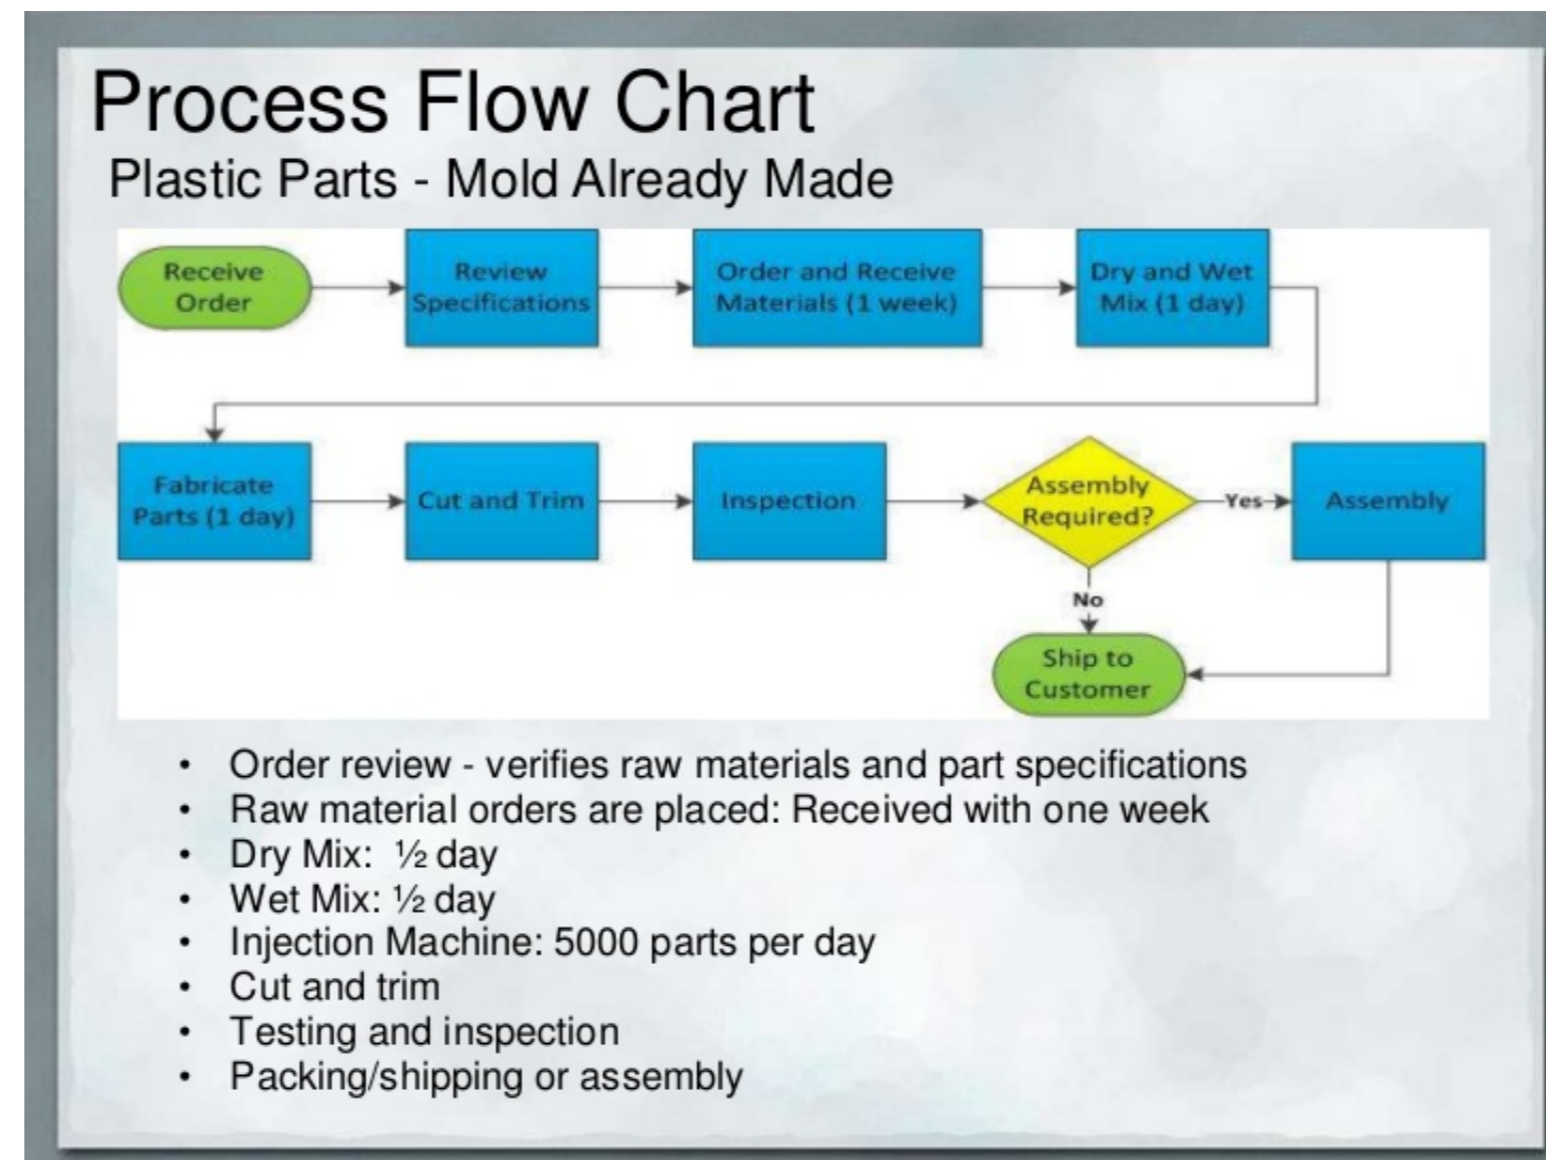 Process Flow Chart
Plastic Parts - Mold Already Made
Receive
Order
Review
Specifications
Order and Receive
Materials (1 week)
Dry and Wet
Mix (1 day)
Fabricate
Parts (1 day)
Cut and Trim
Inspection
Assembly
Required?
Yes
Assembly
No
Ship to
Customer
• Order review - verifies raw materials and part specifications
• Raw material orders are placed: Received with one week
• Dry Mix: ½ day
• Wet Mix: ½ day
• Injection Machine: 5000 parts per day
• Cut and trim
• Testing and inspection
• Packing/shipping or assembly